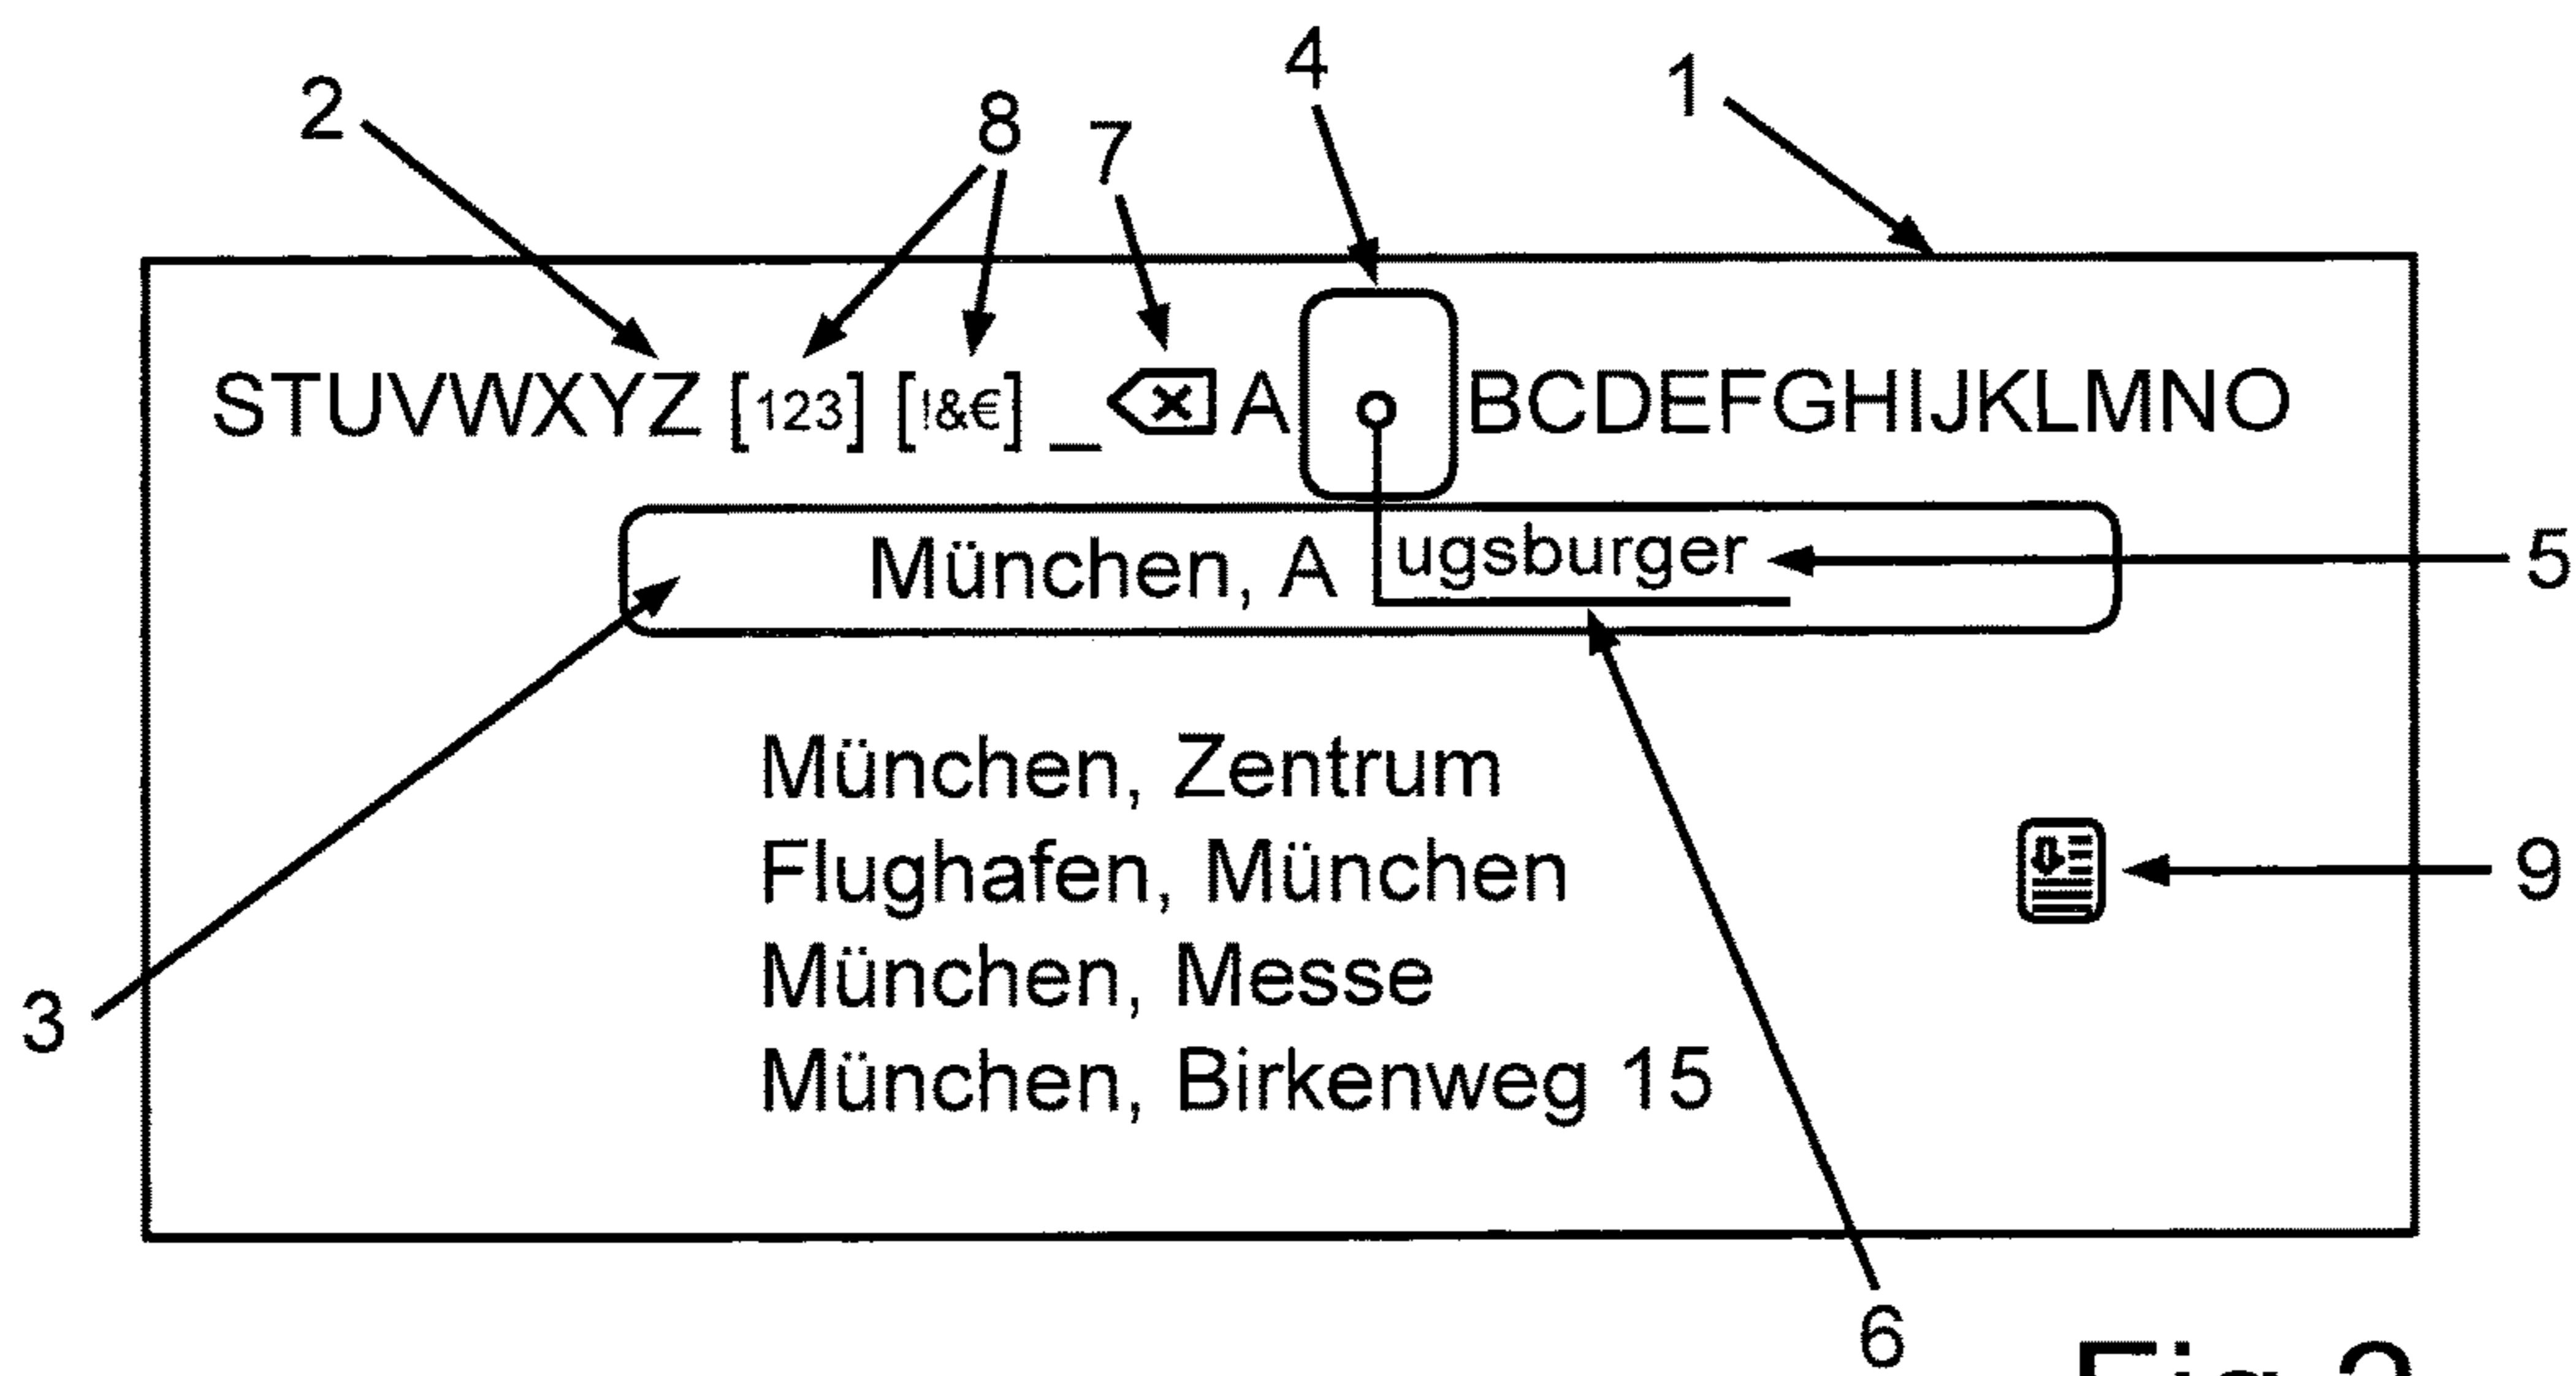 4
1
2
8
7
STUVWXYZ [123] [!&€] _ A BCDEFGHIJKLMNO
München, A ugsburger
5
München, Zentrum
Flughafen, München
9
München, Messe
3
München, Birkenweg 15
6